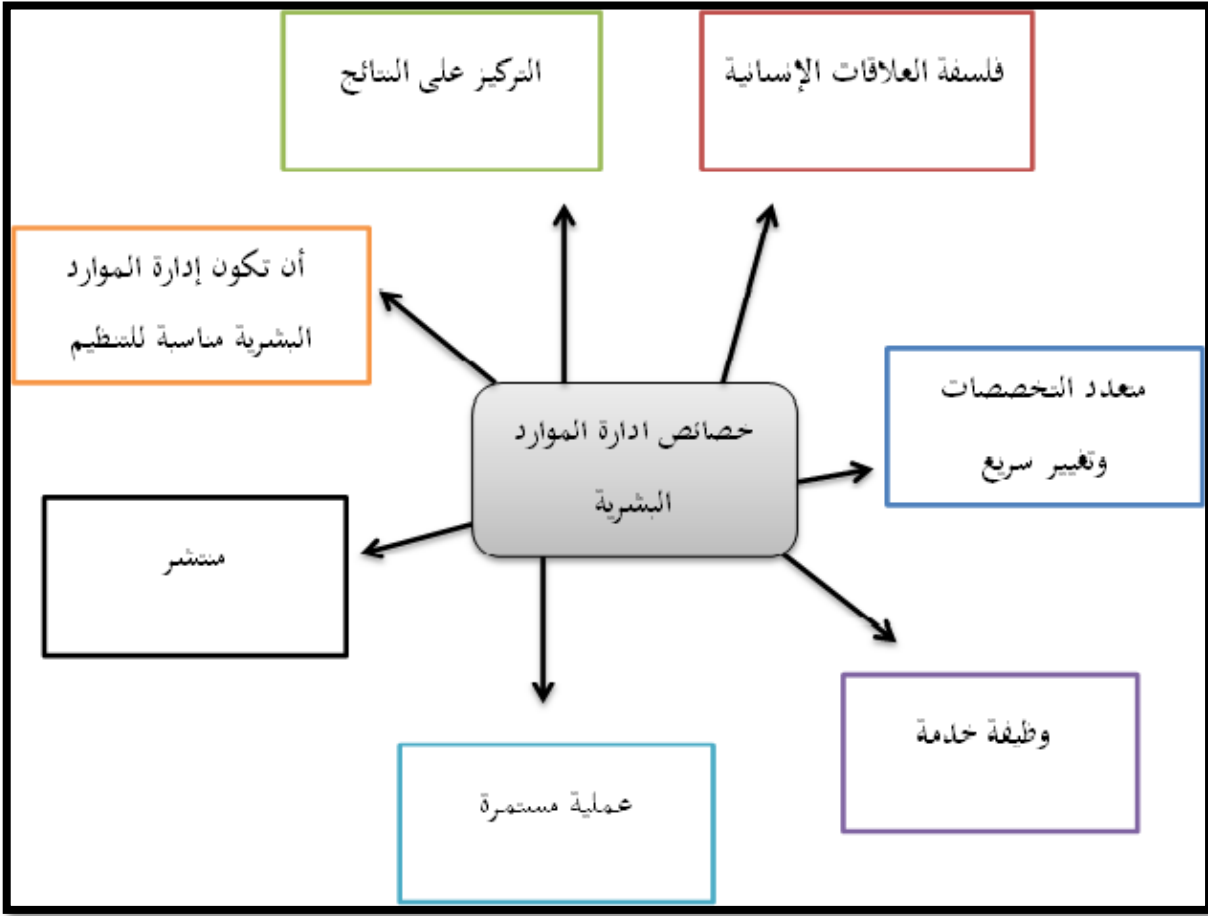 فلسفة العلاقات الإنسانية
التركيز على النتائج
أن تكون إدارة الموارد
البشرية مناسبة للتنظيم
متعدد التخصصات
وتغيير سريع
خصائص ادارة الموارد
البشرية
منتشر
وظيفة خدمة
عملية مستمرة